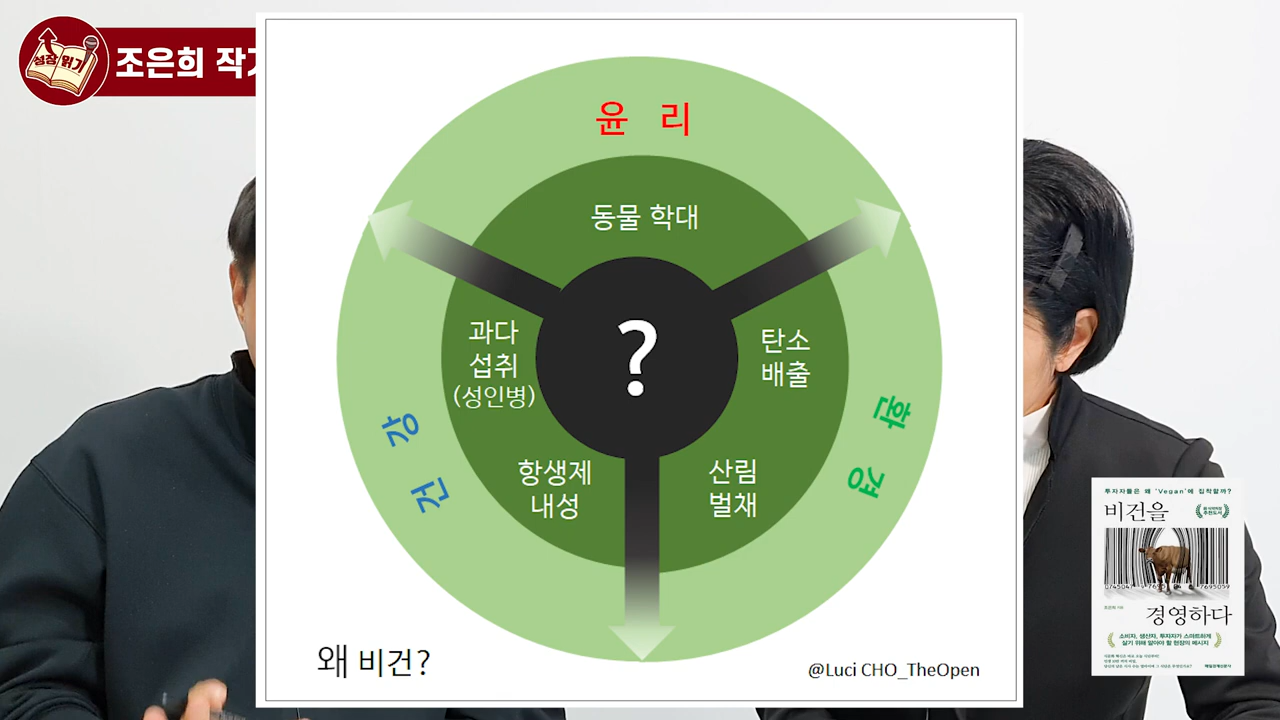 성장 읽기
조은희 작가
윤 리
동물 학대
과다
섭취
(성인병)
?
탄소
배출
항생제
내성
산림
벌채
건 강
환 경
왜 비건?
@Luci CHO_TheOpen
투자자들은 왜 'Vegan'에 집착할까?
비건을
경영하다
소비자, 생산자, 투자자가 스마트하게
살기 위해 알아야 할 현장의 메시지